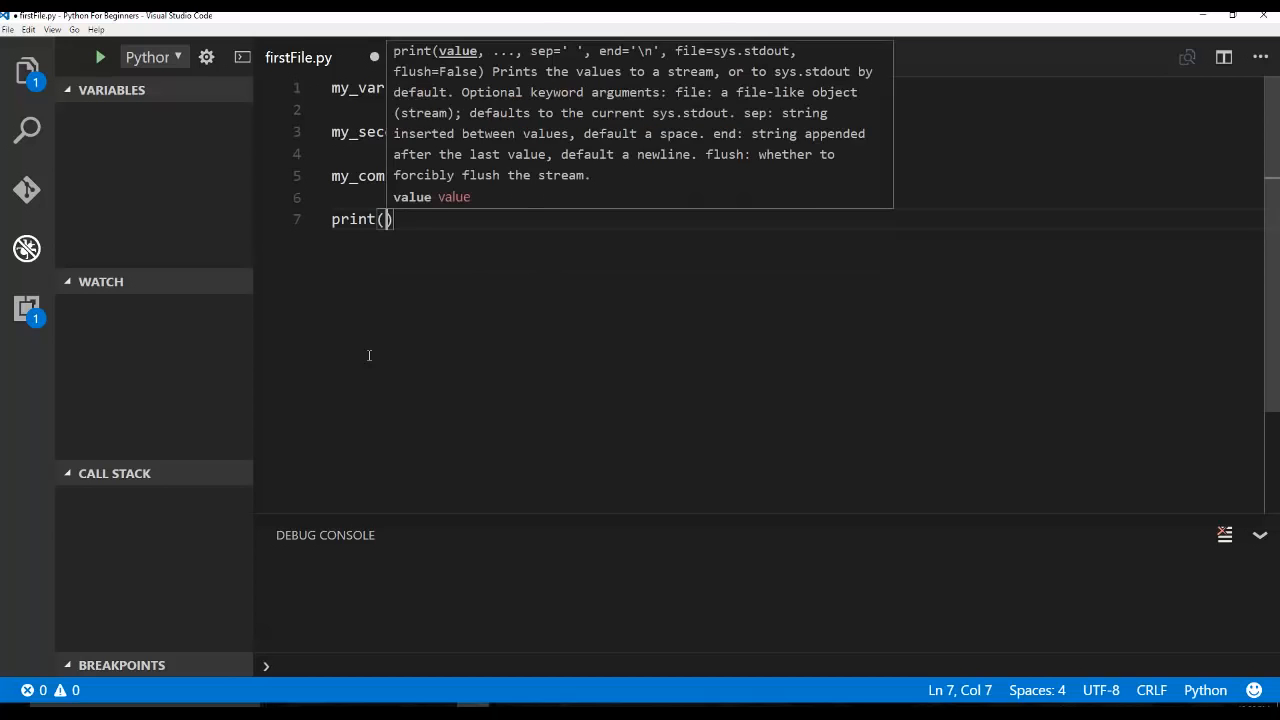 ● firstFile.py - Python For Beginners - Visual Studio Code
File Edit View Go Help
Python
firstFile.py
1
VARIABLES
WATCH
1
CALL STACK
BREAKPOINTS
print(value, ..., sep=' ', end='\n', file=sys.stdout,
flush=False) Prints the values to a stream, or to sys.stdout by
default. Optional keyword arguments: file: a file-like object
(stream); defaults to the current sys.stdout. sep: string
inserted between values, default a space. end: string appended
after the last value, default a newline. flush: whether to
forcibly flush the stream.
value value
1 my_var
2
3 my_seco
4
5 my_com
6
7 print()
DEBUG CONSOLE
0 0
Ln 7, Col 7 Spaces: 4 UTF-8 CRLF Python